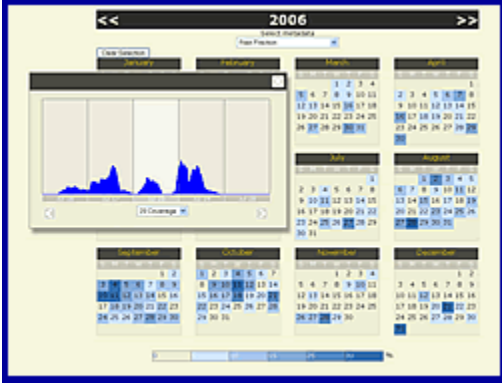 << 2006 >>
Select metadata
Clear Selection
January
February
March
1 2 3 4
5 6 7 8 9 10 11
12 13 14 15 16 17 18
19 20 21 22 23 24 25
26 27 28 29 30 31
April
1
2 3 4 5 6 7 8
9 10 11 12 13 14 15
16 17 18 19 20 21 22
23 24 25 26 27 28 29
30
Coverage
July
1
2 3 4 5 6 7 8
9 10 11 12 13 14 15
16 17 18 19 20 21 22
23 24 25 26 27 28 29
30 31
August
1 2 3 4 5
6 7 8 9 10 11 12
13 14 15 16 17 18 19
20 21 22 23 24 25 26
27 28 29 30 31
September
1 2
3 4 5 6 7 8 9
10 11 12 13 14 15 16
17 18 19 20 21 22 23
24 25 26 27 28 29 30
October
1 2 3 4 5 6 7
8 9 10 11 12 13 14
15 16 17 18 19 20 21
22 23 24 25 26 27 28
29 30 31
November
1 2 3 4
5 6 7 8 9 10 11
12 13 14 15 16 17 18
19 20 21 22 23 24 25
26 27 28 29 30
December
1 2
3 4 5 6 7 8 9
10 11 12 13 14 15 16
17 18 19 20 21 22 23
24 25 26 27 28 29 30
31
%